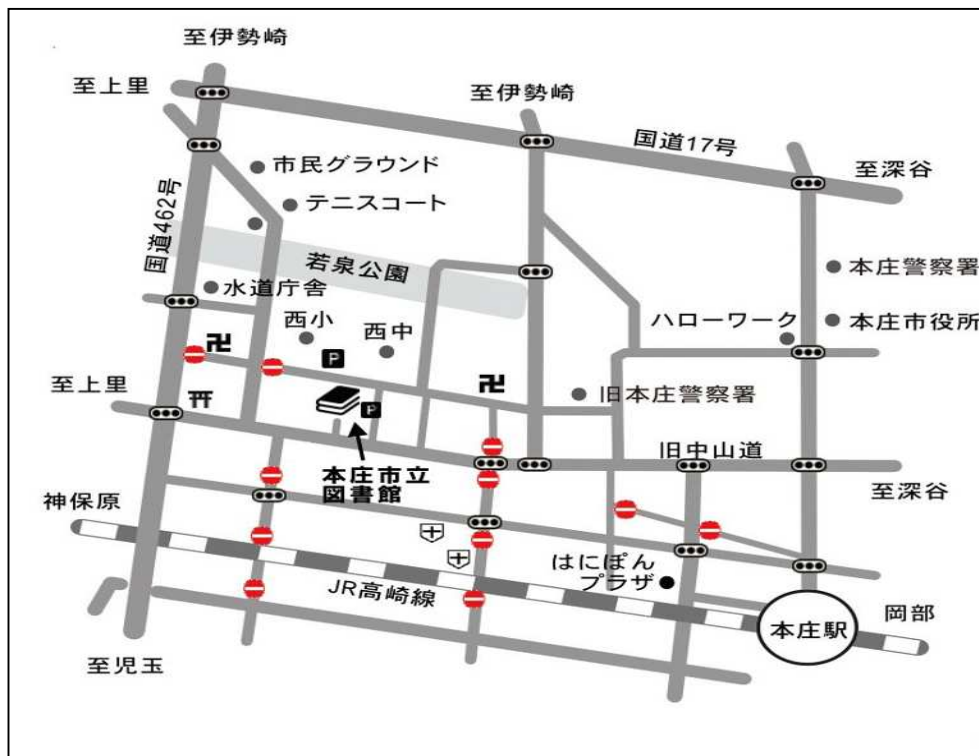 至伊勢崎
至上里
至伊勢崎
国道17号
至深谷
市民グラウンド
テニスコート
国道462号
若泉公園
本庄警察署
水道庁舎
西小
西中
ハローワーク
本庄市役所
P
至上里
旧本庄警察署
P
本庄市立
図書館
旧中山道
至深谷
神保原
はにぽん
プラザ
JR高崎線
本庄駅
岡部
至児玉